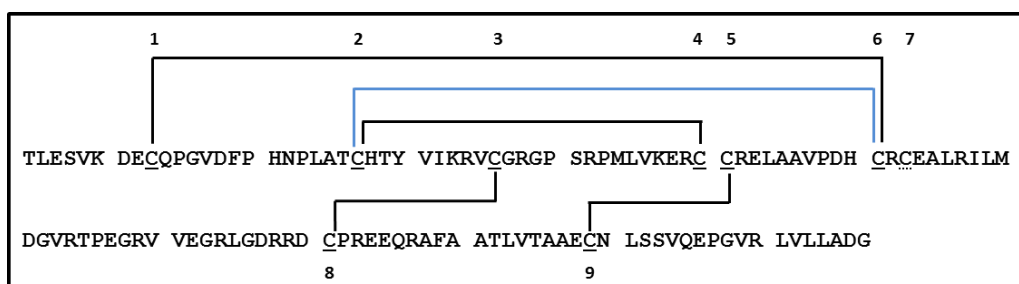 1 2 3 4 5 6 7
TLESVK DECQPGVDFP HNPLATCHTY VIKRVCGRGP SRPMLVKERC CRELAAVPDH CRCEALRILM
DGVRTPEGRV VEGRLGDRRD CPREEQRAFA ATLVTAAECN LSSVQEPGVR LVLLADG
8 9